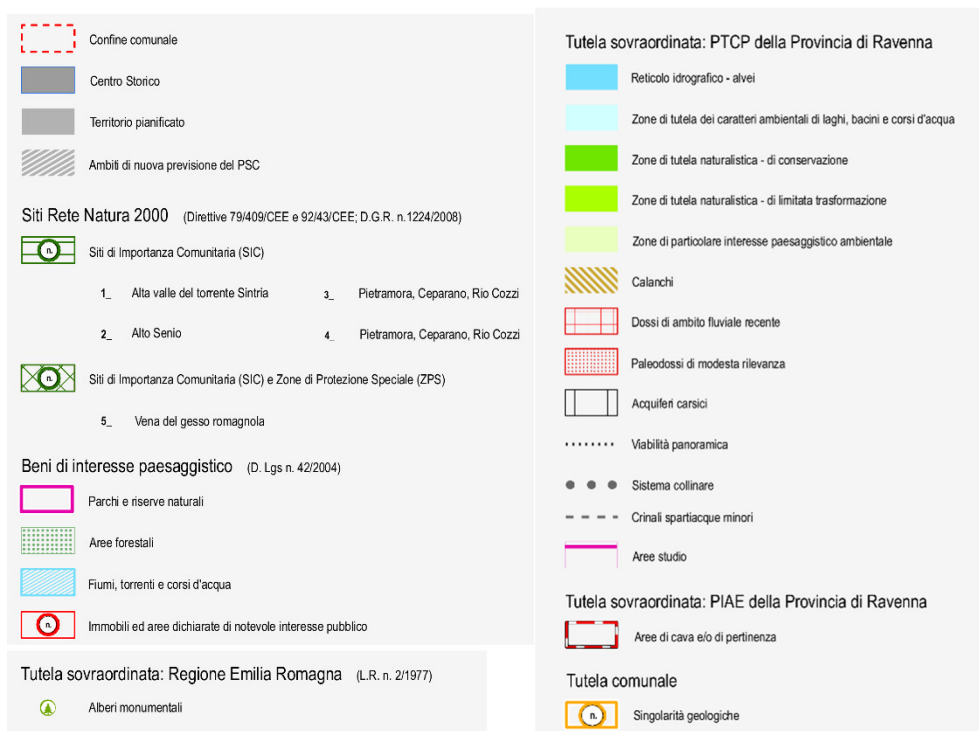 Confine comunale
Centro Storico
Territorio pianificato
Ambiti di nuova previsione del PSC
Siti Rete Natura 2000 (Direttive 79/409/CEE e 92/43/CEE; D.G.R. n.1224/2008)
n. Siti di Importanza Comunitaria (SIC)
1_ Alta valle del torrente Sintria 3_ Pietramora, Ceparano, Rio Cozzi
2_ Alto Senio 4_ Pietramora, Ceparano, Rio Cozzi
n. Siti di Importanza Comunitaria (SIC) e Zone di Protezione Speciale (ZPS)
5_ Vena del gesso romagnola
Beni di interesse paesaggistico (D. Lgs n. 42/2004)
Parchi e riserve naturali
Aree forestali
Fiumi, torrenti e corsi d'acqua
n. Immobili ed aree dichiarate di notevole interesse pubblico
Tutela sovraordinata: Regione Emilia Romagna (L.R. n. 2/1977)
Alberi monumentali
Tutela sovraordinata: PTCP della Provincia di Ravenna
Reticolo idrografico - alvei
Zone di tutela dei caratteri ambientali di laghi, bacini e corsi d'acqua
Zone di tutela naturalistica - di conservazione
Zone di tutela naturalistica - di limitata trasformazione
Zone di particolare interesse paesaggistico ambientale
Calanchi
Dossi di ambito fluviale recente
Paleodossi di modesta rilevanza
Acquiferi carsici
Viabilità panoramica
Sistema collinare
Crinali spartiacque minori
Aree studio
Tutela sovraordinata: PIAE della Provincia di Ravenna
Aree di cava e/o di pertinenza
Tutela comunale
n. Singolarità geologiche